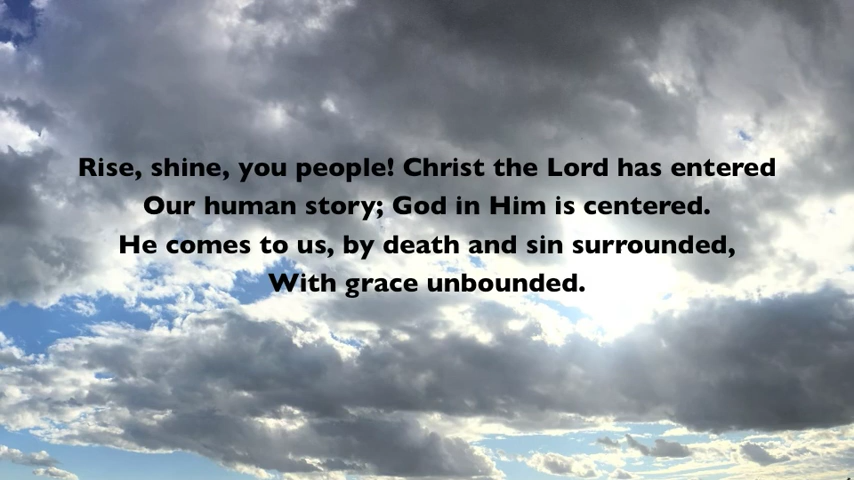 Rise, shine, you people! Christ the Lord has entered
Our human story; God in Him is centered.
He comes to us, by death and sin surrounded,
With grace unbounded.